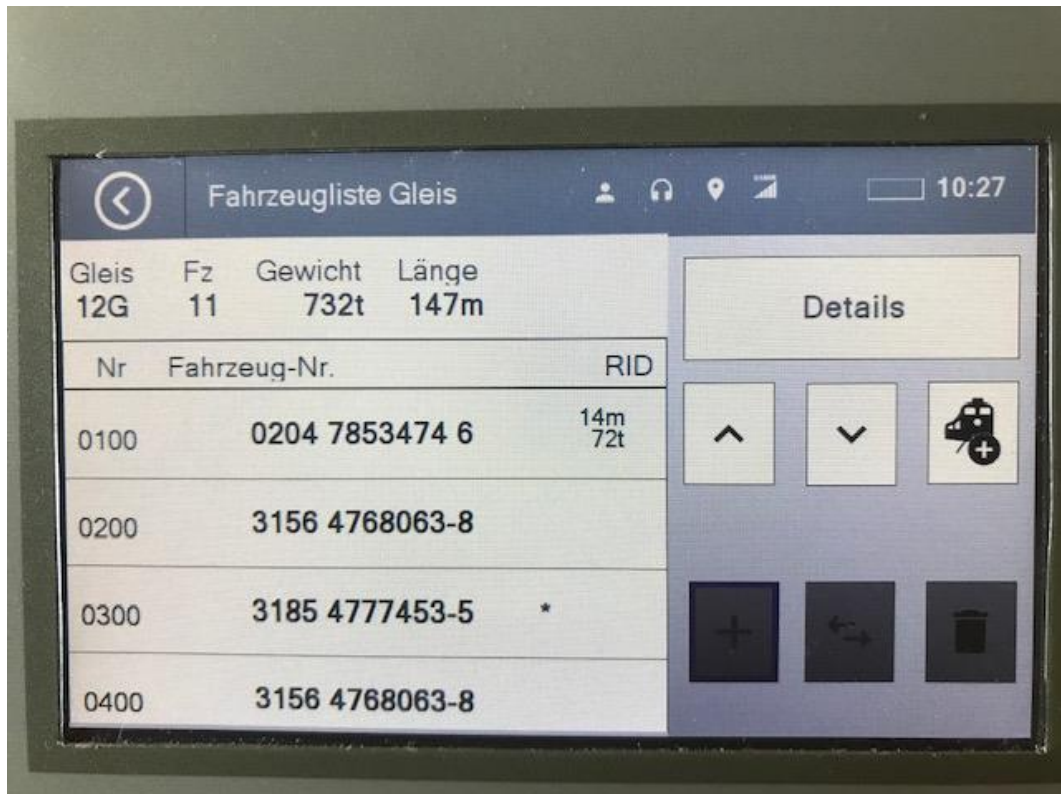 Fahrzeugliste Gleis 10:27
Gleis Fz Gewicht Länge
12G 11 732t 147m
Details
Nr Fahrzeug-Nr. RID
0100 0204 7853474 6 14m
72t
0200 3156 4768063-8
0300 3185 4777453-5 *
0400 3156 4768063-8